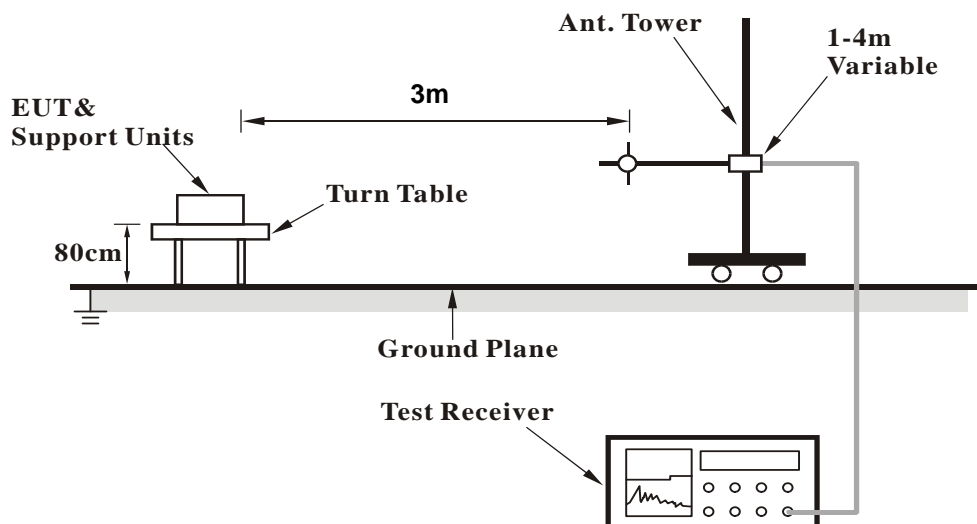 Ant. Tower
1-4m
Variable
3m
EUT&
Support Units
Turn Table
80cm
Ground Plane
Test Receiver